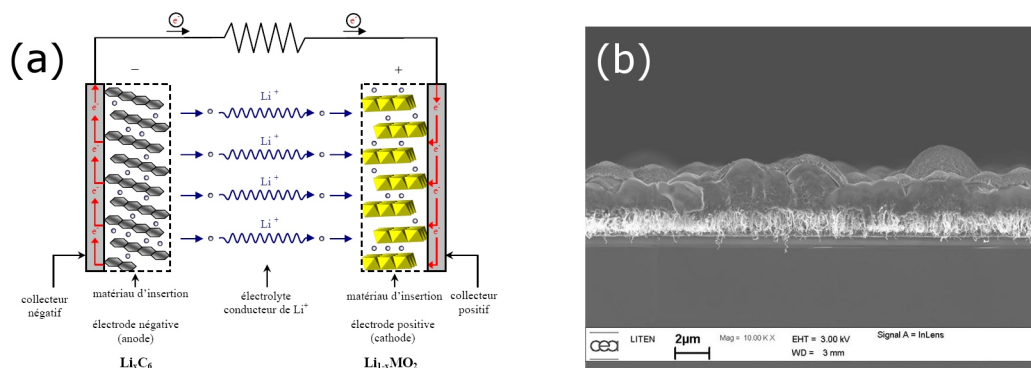 (a)
e⁻
e⁻
−
+
Li⁺
Li⁺
Li⁺
Li⁺
e⁻
e⁻
e⁻
e⁻
e⁻
e⁻
e⁻
e⁻
collecteur
négatif
matériau d'insertion
électrode négative
(anode)
LiₓC₆
électrolyte
conducteur de Li⁺
matériau d'insertion
électrode positive
(cathode)
Li₁₋ₓMO₂
collecteur
positif
(b)
cea
LITEN
2µm
Mag = 10.00 K X
EHT = 3.00 kV
WD = 3 mm
Signal A = InLens